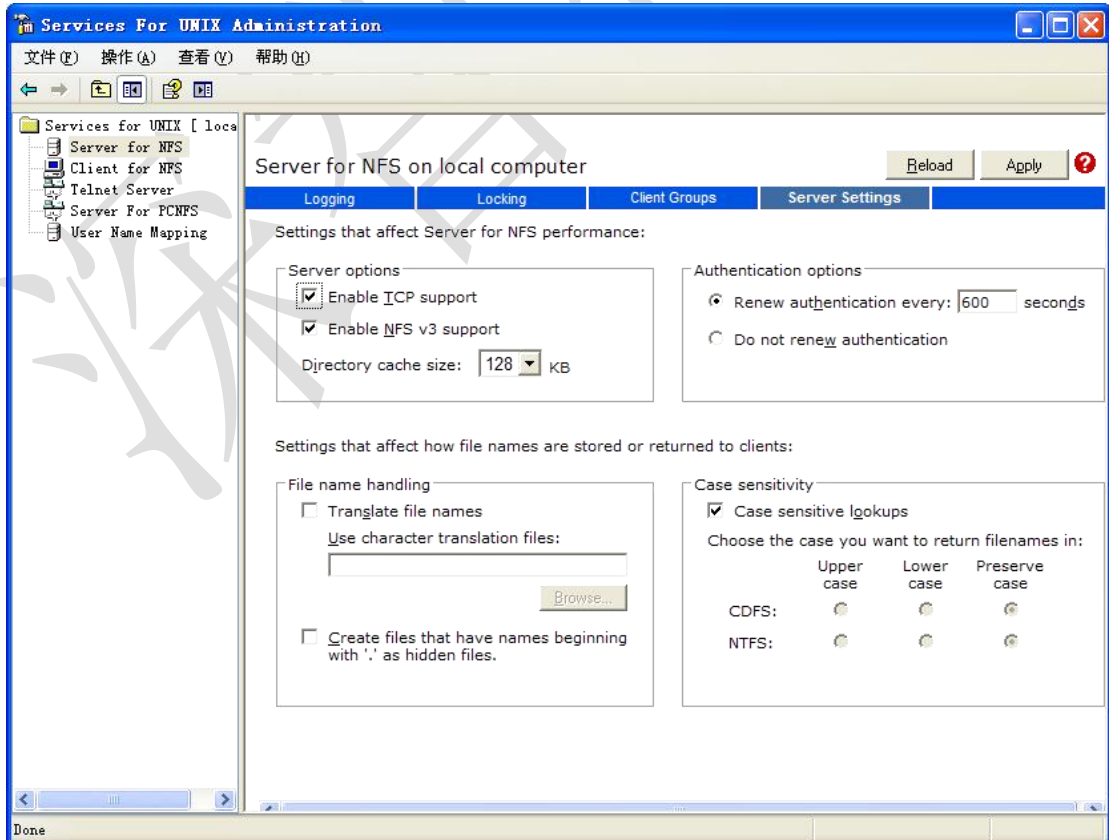 Services For UNIX Administration
文件(F) 操作(A) 查看(V) 帮助(H)
Services for UNIX [ loca
Server for NFS
Client for NFS
Telnet Server
Server For PCNFS
User Name Mapping
Server for NFS on local computer
Reload
Apply
Logging
Locking
Client Groups
Server Settings
Settings that affect Server for NFS performance:
Server options
Enable TCP support
Enable NFS v3 support
Directory cache size: 128 KB
Authentication options
Renew authentication every: 600 seconds
Do not renew authentication
Settings that affect how file names are stored or returned to clients:
File name handling
Translate file names
Use character translation files:
Browse...
Create files that have names beginning
with '.' as hidden files.
Case sensitivity
Case sensitive lookups
Choose the case you want to return filenames in:
Upper case
Lower case
Preserve case
CDFS:
NTFS:
Done